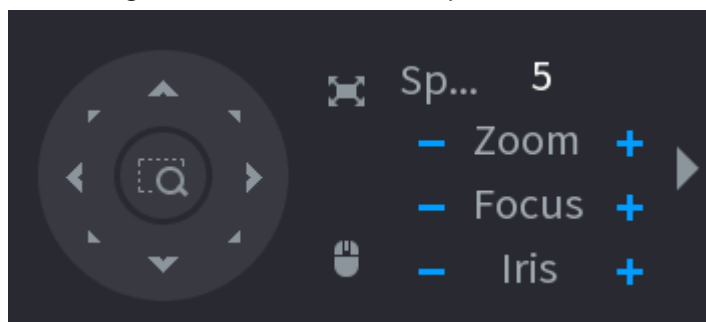 Sp... 5
– Zoom +
– Focus +
– Iris +